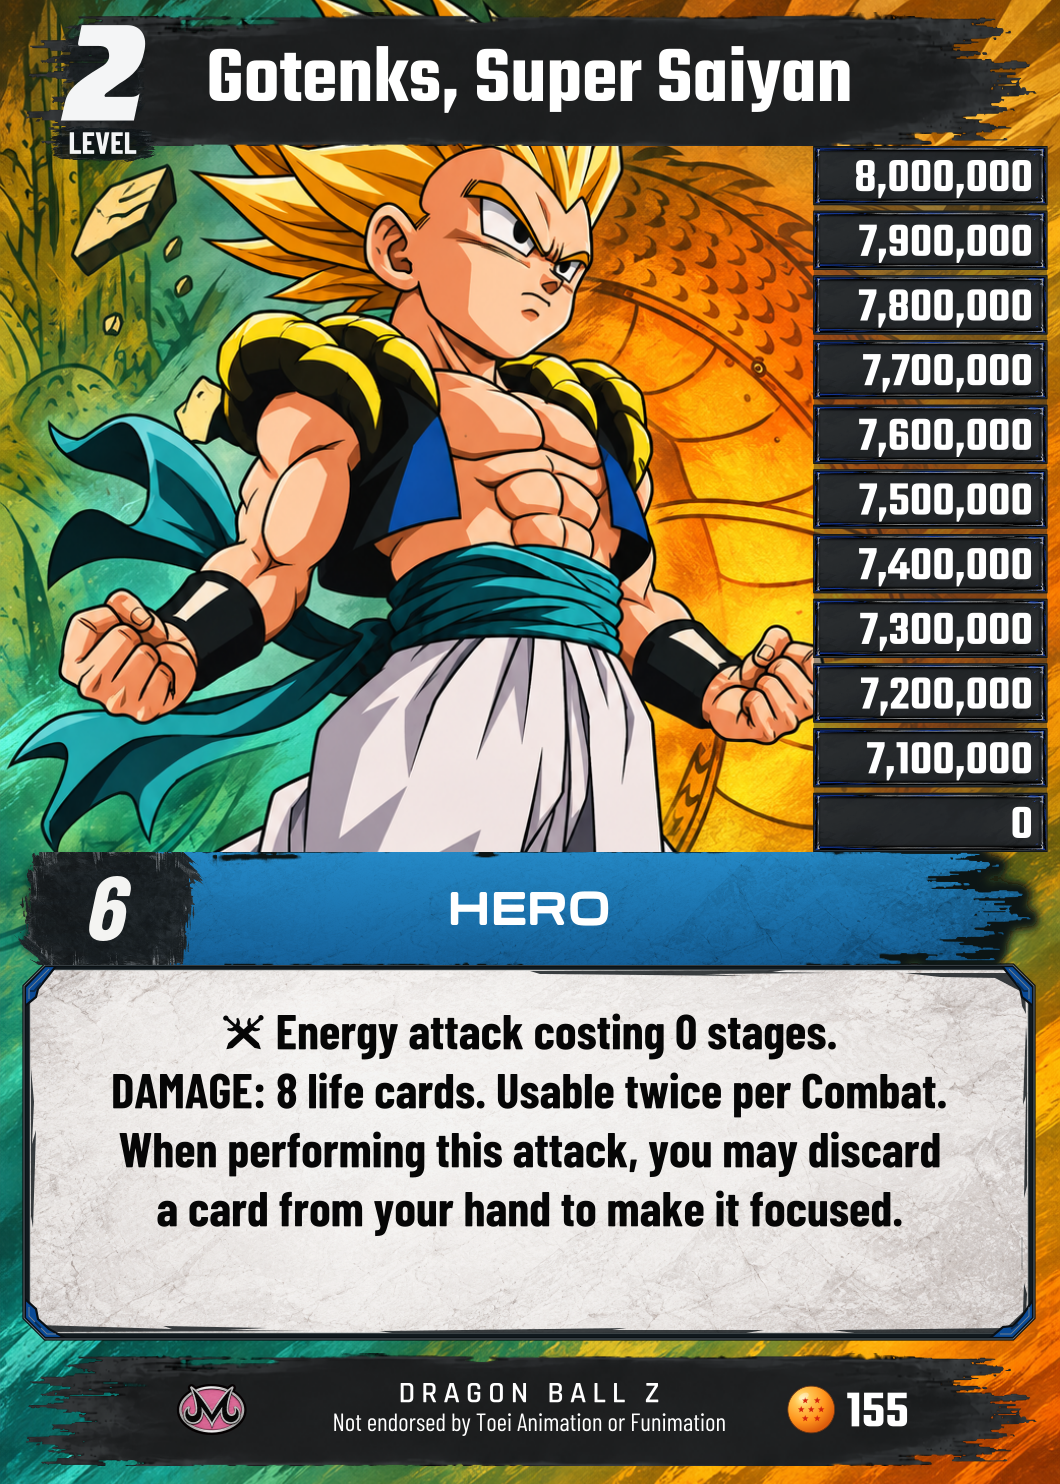 2
LEVEL
Gotenks, Super Saiyan
8,000,000
7,900,000
7,800,000
7,700,000
7,600,000
7,500,000
7,400,000
7,300,000
7,200,000
7,100,000
0
6
HERO
Energy attack costing 0 stages.
DAMAGE: 8 life cards. Usable twice per Combat.
When performing this attack, you may discard
a card from your hand to make it focused.
DRAGON BALL Z
Not endorsed by Toei Animation or Funimation
155